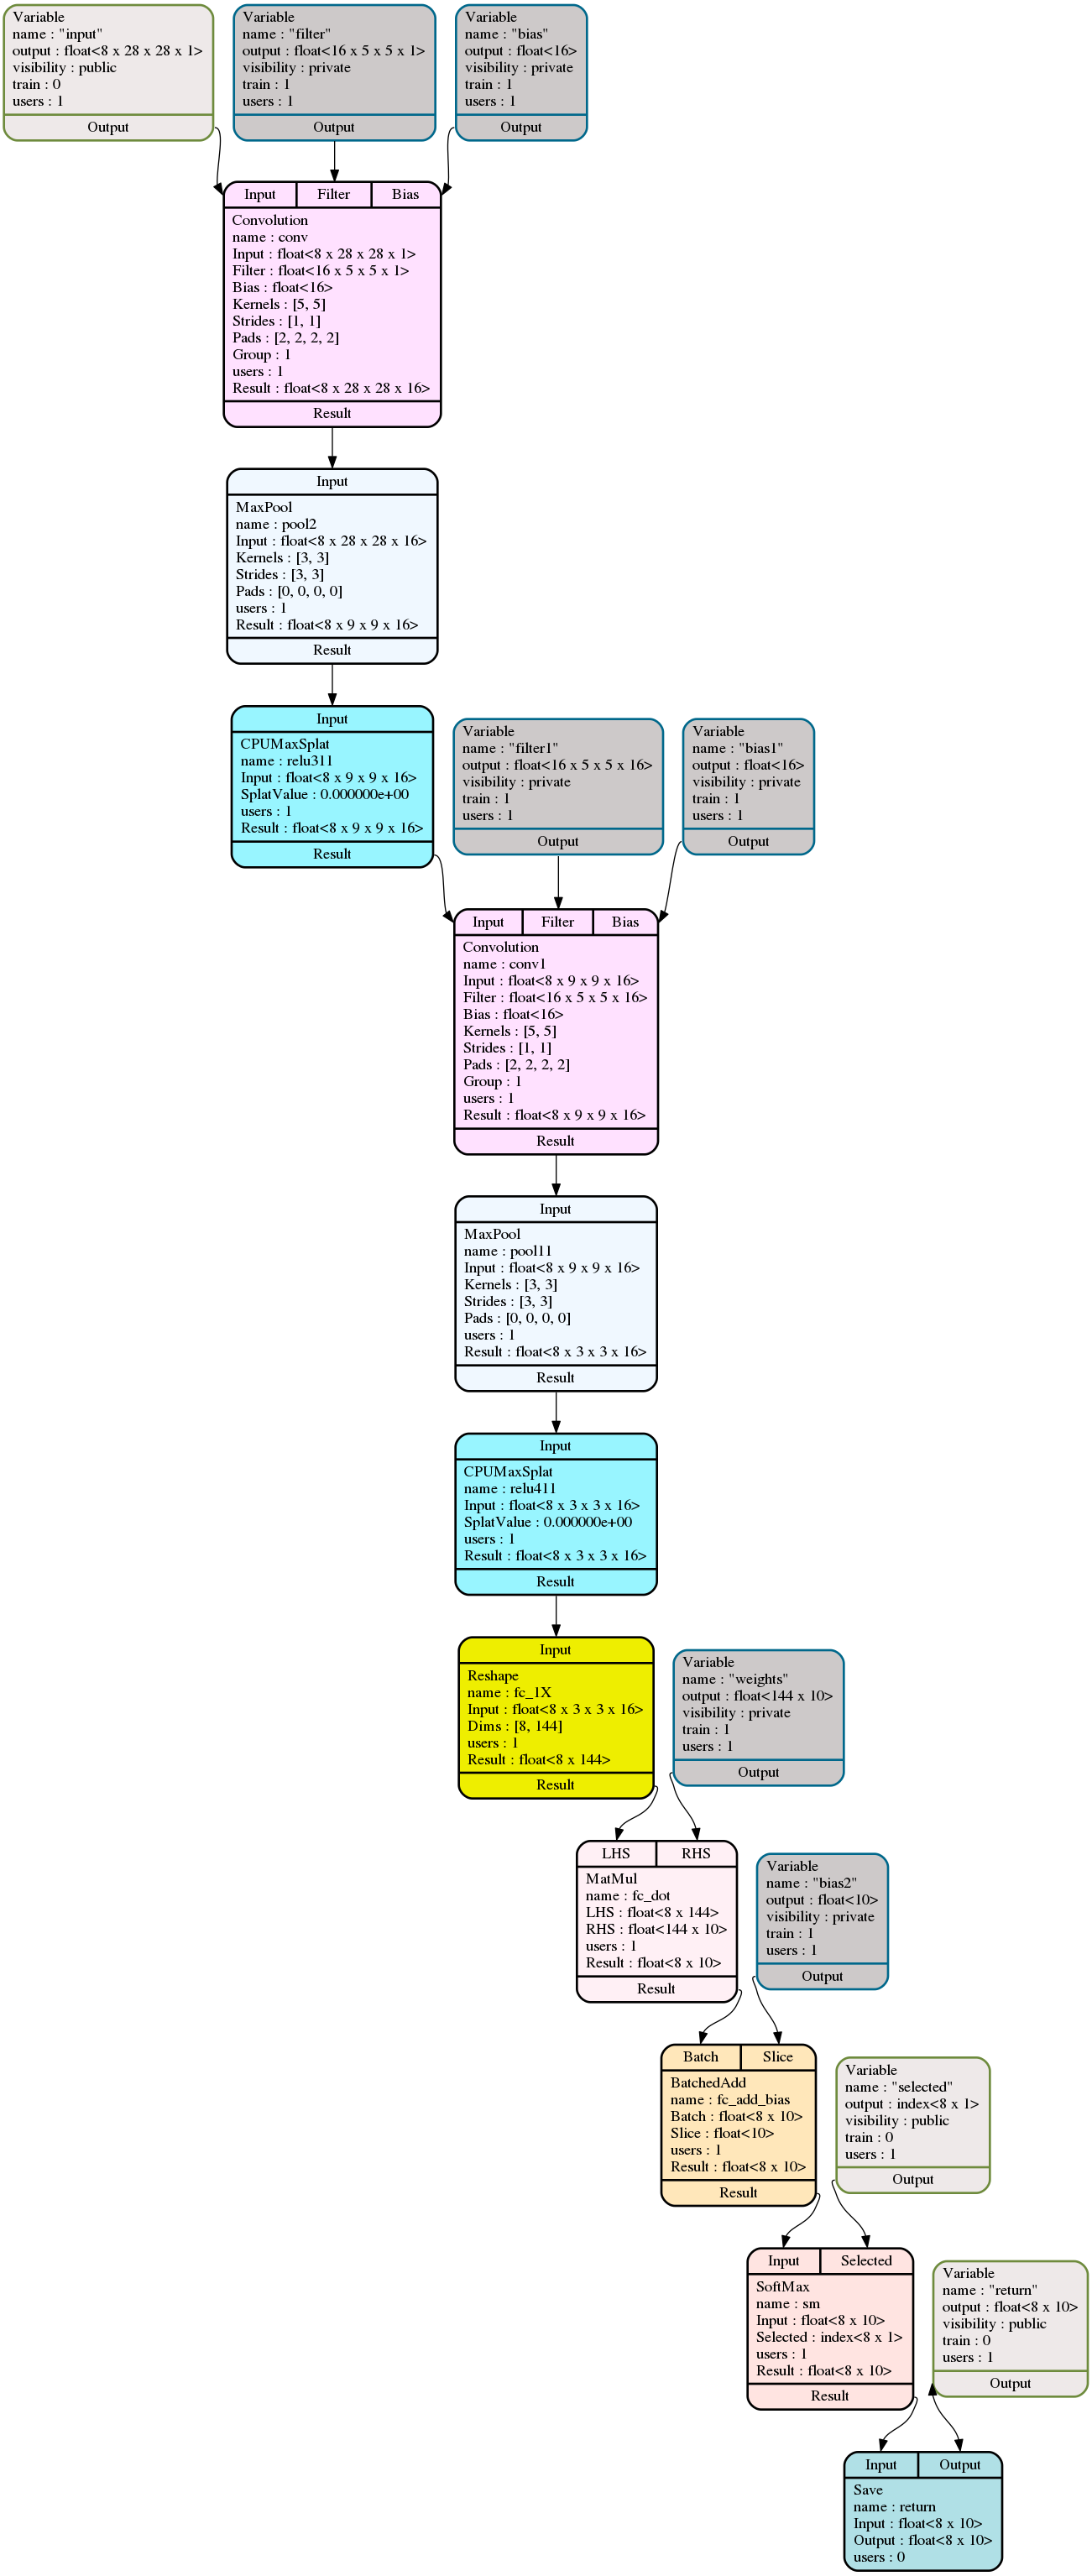 Variable
name : "input"
output : float<8 x 28 x 28 x 1>
visibility : public
train : 0
users : 1
Output
Variable
name : "filter"
output : float<16 x 5 x 5 x 1>
visibility : private
train : 1
users : 1
Output
Variable
name : "bias"
output : float<16>
visibility : private
train : 1
users : 1
Output
Input Filter Bias
Convolution
name : conv
Input : float<8 x 28 x 28 x 1>
Filter : float<16 x 5 x 5 x 1>
Bias : float<16>
Kernels : [5, 5]
Strides : [1, 1]
Pads : [2, 2, 2, 2]
Group : 1
users : 1
Result : float<8 x 28 x 28 x 16>
Result
Input
MaxPool
name : pool2
Input : float<8 x 28 x 28 x 16>
Kernels : [3, 3]
Strides : [3, 3]
Pads : [0, 0, 0, 0]
users : 1
Result : float<8 x 9 x 9 x 16>
Result
Input
CPUMaxSplat
name : relu311
Input : float<8 x 9 x 9 x 16>
SplatValue : 0.000000e+00
users : 1
Result : float<8 x 9 x 9 x 16>
Result
Variable
name : "filter1"
output : float<16 x 5 x 5 x 16>
visibility : private
train : 1
users : 1
Output
Variable
name : "bias1"
output : float<16>
visibility : private
train : 1
users : 1
Output
Input Filter Bias
Convolution
name : conv1
Input : float<8 x 9 x 9 x 16>
Filter : float<16 x 5 x 5 x 16>
Bias : float<16>
Kernels : [5, 5]
Strides : [1, 1]
Pads : [2, 2, 2, 2]
Group : 1
users : 1
Result : float<8 x 9 x 9 x 16>
Result
Input
MaxPool
name : pool11
Input : float<8 x 9 x 9 x 16>
Kernels : [3, 3]
Strides : [3, 3]
Pads : [0, 0, 0, 0]
users : 1
Result : float<8 x 3 x 3 x 16>
Result
Input
CPUMaxSplat
name : relu411
Input : float<8 x 3 x 3 x 16>
SplatValue : 0.000000e+00
users : 1
Result : float<8 x 3 x 3 x 16>
Result
Input
Reshape
name : fc_1X
Input : float<8 x 3 x 3 x 16>
Dims : [8, 144]
users : 1
Result : float<8 x 144>
Result
Variable
name : "weights"
output : float<144 x 10>
visibility : private
train : 1
users : 1
Output
LHS RHS
MatMul
name : fc_dot
LHS : float<8 x 144>
RHS : float<144 x 10>
users : 1
Result : float<8 x 10>
Result
Variable
name : "bias2"
output : float<10>
visibility : private
train : 1
users : 1
Output
Batch Slice
BatchedAdd
name : fc_add_bias
Batch : float<8 x 10>
Slice : float<10>
users : 1
Result : float<8 x 10>
Result
Variable
name : "selected"
output : index<8 x 1>
visibility : public
train : 0
users : 1
Output
Input Selected
SoftMax
name : sm
Input : float<8 x 10>
Selected : index<8 x 1>
users : 1
Result : float<8 x 10>
Result
Variable
name : "return"
output : float<8 x 10>
visibility : public
train : 0
users : 1
Output
Input Output
Save
name : return
Input : float<8 x 10>
Output : float<8 x 10>
users : 0